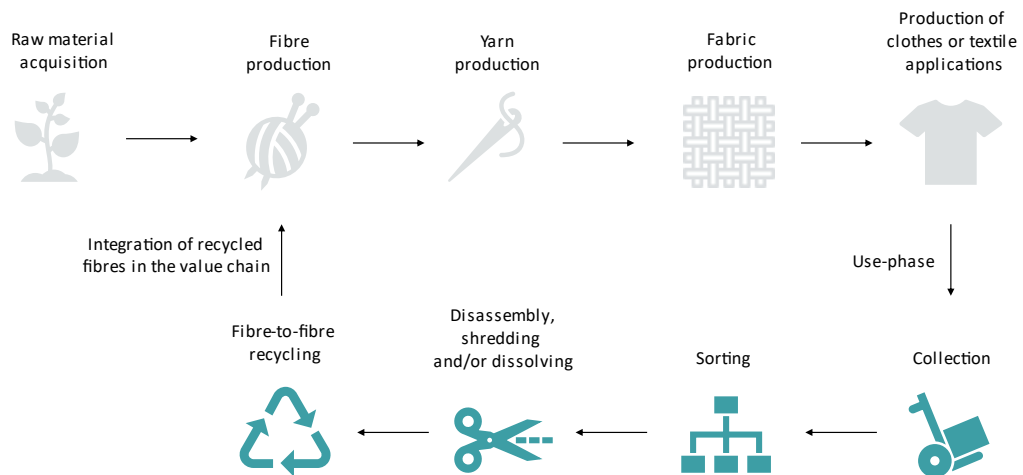 Raw material
acquisition
Fibre
production
Yarn
production
Fabric
production
Production of
clothes or textile
applications
Integration of recycled
fibres in the value chain
Use-phase
Fibre-to-fibre
recycling
Disassembly,
shredding
and/or dissolving
Sorting
Collection